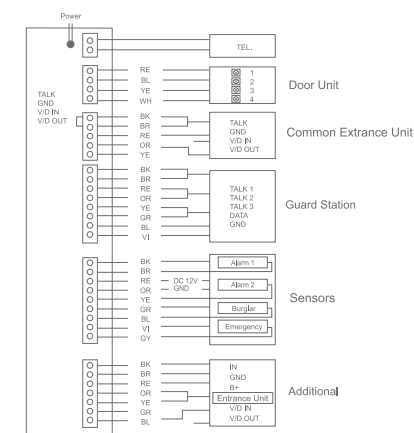 Power
TEL.
RE
BL
YE
WH
1
2
3
4
Door Unit
TALK
GND
V/D IN
V/D OUT
BK
BR
RE
OR
YE
TALK
GND
V/D IN
V/D OUT
Common Extrance Unit
BK
BR
RE
OR
YE
GR
BL
VI
TALK 1
TALK 2
TALK 3
DATA
GND
Guard Station
BK
BR
RE
OR
YE
GR
BL
VI
GY
DC 12V
GND
Alarm 1
Alarm 2
Burglar
Emergency
Sensors
BK
BR
RE
OR
YE
GR
BL
IN
GND
B+
Entrance Unit
V/D IN
V/D OUT
Additional